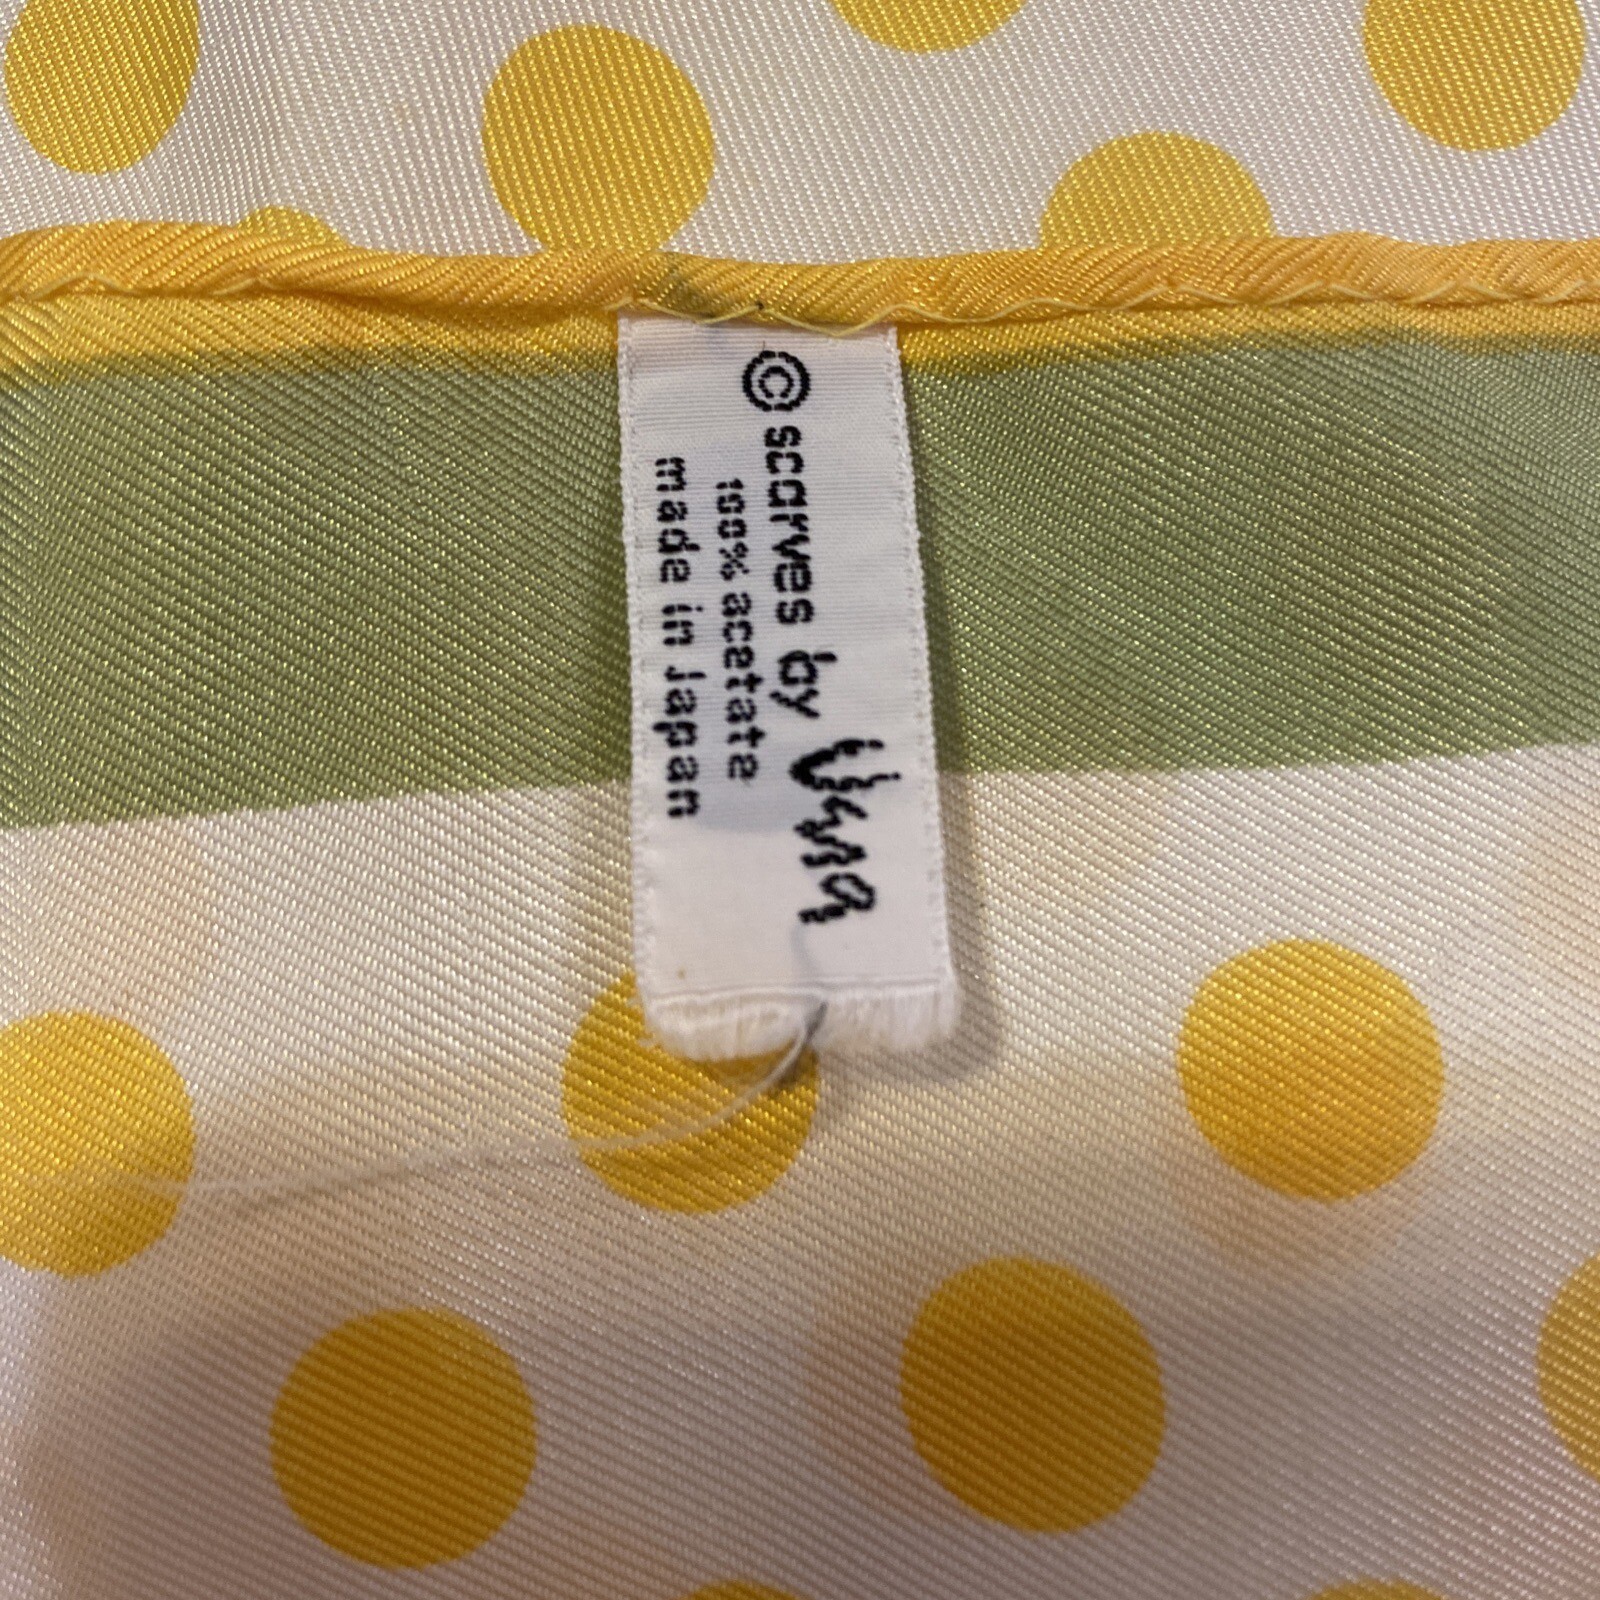 © scarves by Vera
100% acetate
made in Japan